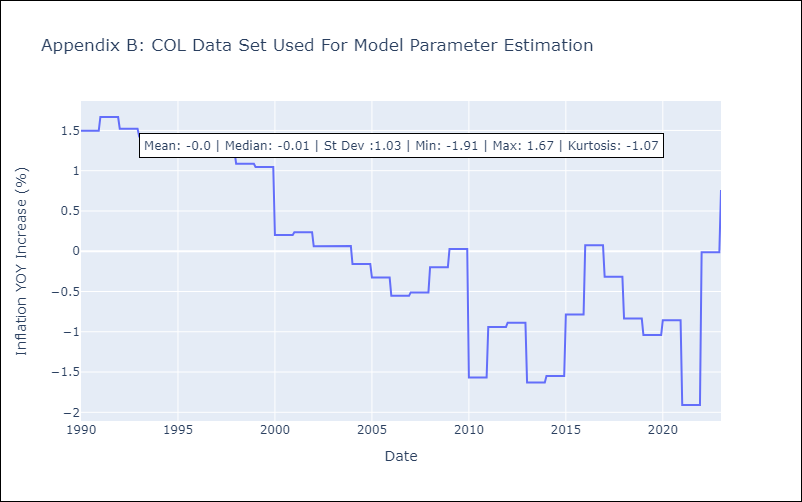 Appendix B: COL Data Set Used For Model Parameter Estimation
Mean: -0.0 | Median: -0.01 | St Dev :1.03 | Min: -1.91 | Max: 1.67 | Kurtosis: -1.07
Inflation YOY Increase (%)
1.5
1
0.5
0
−0.5
−1
−1.5
−2
1990 1995 2000 2005 2010 2015 2020
Date